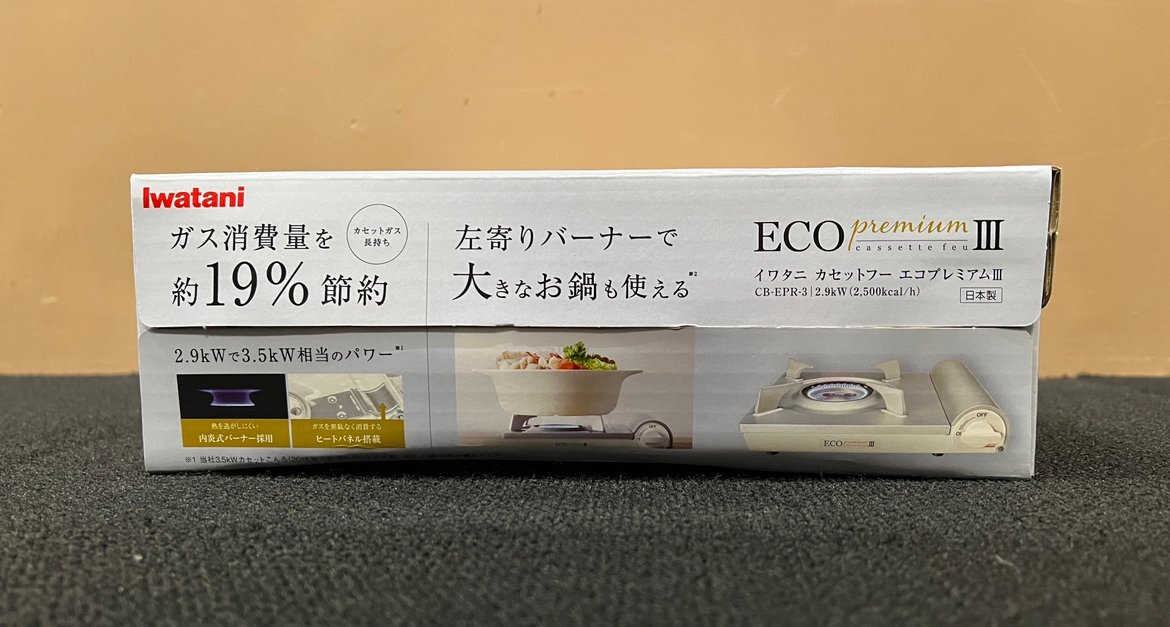 Iwatani
ガス消費量を
約19%節約
カセットガス
長持ち
左寄りバーナーで
大きなお鍋も使える※2
ECO premium III
cassette feu
イワタニ カセットフー エコプレミアムIII
CB-EPR-3|2.9kW(2,500kcal/h)
日本製
2.9kWで3.5kW相当のパワー※1
熱を逃がしにくい
内炎式バーナー採用
ガスを無駄なく消費する
ヒートパネル搭載
ECO premium III
OFF
※1 当社3.5kWカセットこんろ